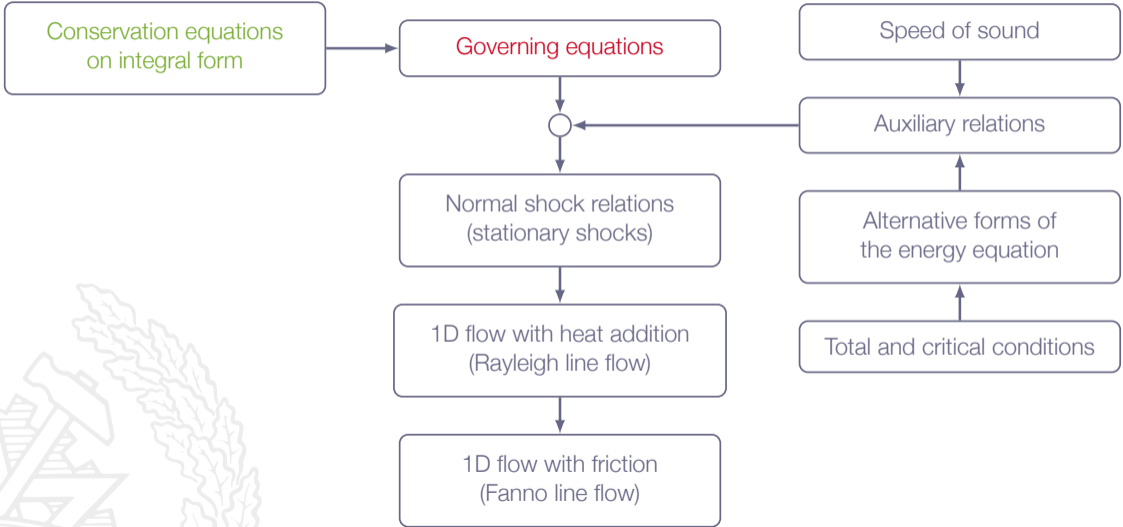 Conservation equations
on integral form
Governing equations
Speed of sound
Auxiliary relations
Normal shock relations
(stationary shocks)
Alternative forms of
the energy equation
1D flow with heat addition
(Rayleigh line flow)
Total and critical conditions
1D flow with friction
(Fanno line flow)